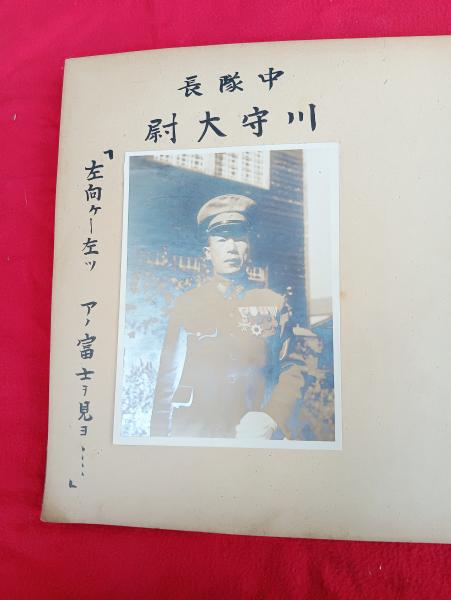 長隊中
尉大守川
「左向ケー左ッ アノ富士ヲ見ヨ……」